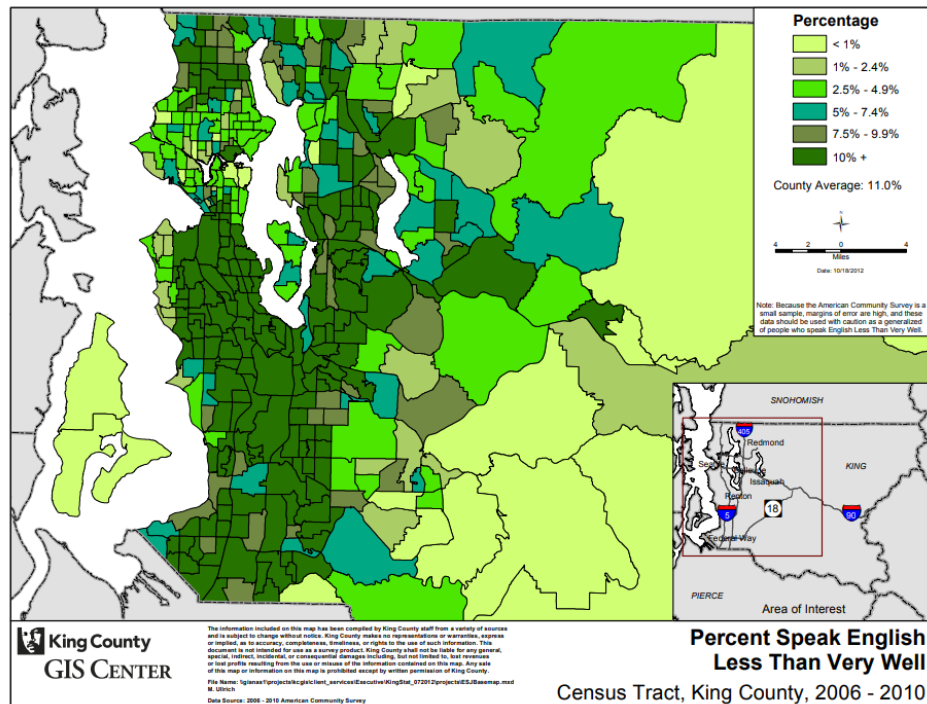 Percentage
< 1%
1% - 2.4%
2.5% - 4.9%
5% - 7.4%
7.5% - 9.9%
10% +
County Average: 11.0%
N
4 2 0 2 4
Miles
Date: 10/18/2012
Note: Because the American Community Survey is a
small sample, margins of error are high, and these
data should be used with caution as a generalized
of people who speak English Less Than Very Well.
SNOHOMISH
405
Redmond
KING
Issaquah
Renton
18
5
90
Federal Way
PIERCE
Area of Interest
King County
GIS CENTER
The information included on this map has been compiled by King County staff from a variety of sources
and is subject to change without notice. King County makes no representations or warranties, express
or implied, as to accuracy, completeness, timeliness, or rights to the use of such information. This
document is not intended for use as a survey product. King County shall not be liable for any general,
special, indirect, incidental, or consequential damages including, but not limited to, lost revenues
or lost profits resulting from the use or misuse of the information contained on this map. Any sale
of this map or information on this map is prohibited except by written permission of King County.
M. Ullrich
Data Source: 2006 - 2010 American Community Survey
Percent Speak English
Less Than Very Well
Census Tract, King County, 2006 - 2010